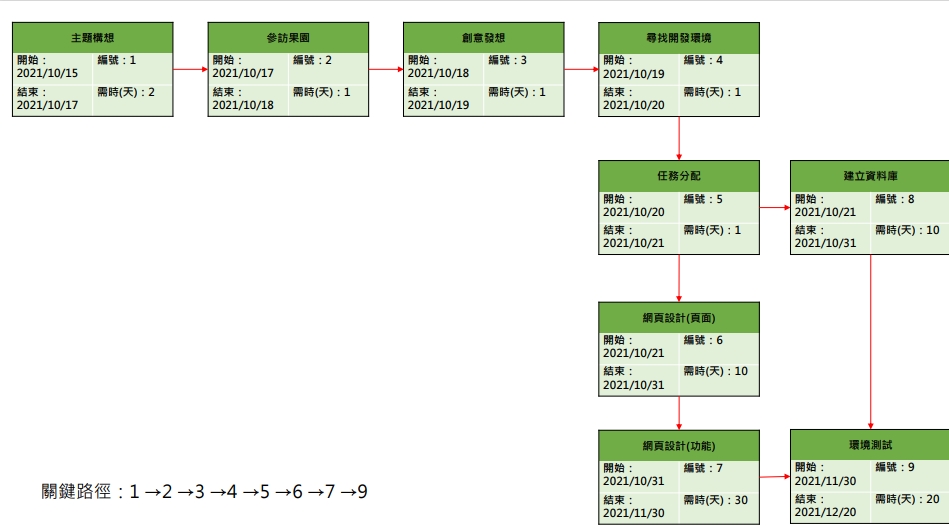 主題構想
開始：
2021/10/15
編號：1
結束：
2021/10/17
需時(天)：2
參訪果園
開始：
2021/10/17
編號：2
結束：
2021/10/18
需時(天)：1
創意發想
開始：
2021/10/18
編號：3
結束：
2021/10/19
需時(天)：1
尋找開發環境
開始：
2021/10/19
編號：4
結束：
2021/10/20
需時(天)：1
任務分配
開始：
2021/10/20
編號：5
結束：
2021/10/21
需時(天)：1
建立資料庫
開始：
2021/10/21
編號：8
結束：
2021/10/31
需時(天)：10
網頁設計(頁面)
開始：
2021/10/21
編號：6
結束：
2021/10/31
需時(天)：10
網頁設計(功能)
開始：
2021/10/31
編號：7
結束：
2021/11/30
需時(天)：30
環境測試
開始：
2021/11/30
編號：9
結束：
2021/12/20
需時(天)：20
關鍵路徑：1→2→3→4→5→6→7→9